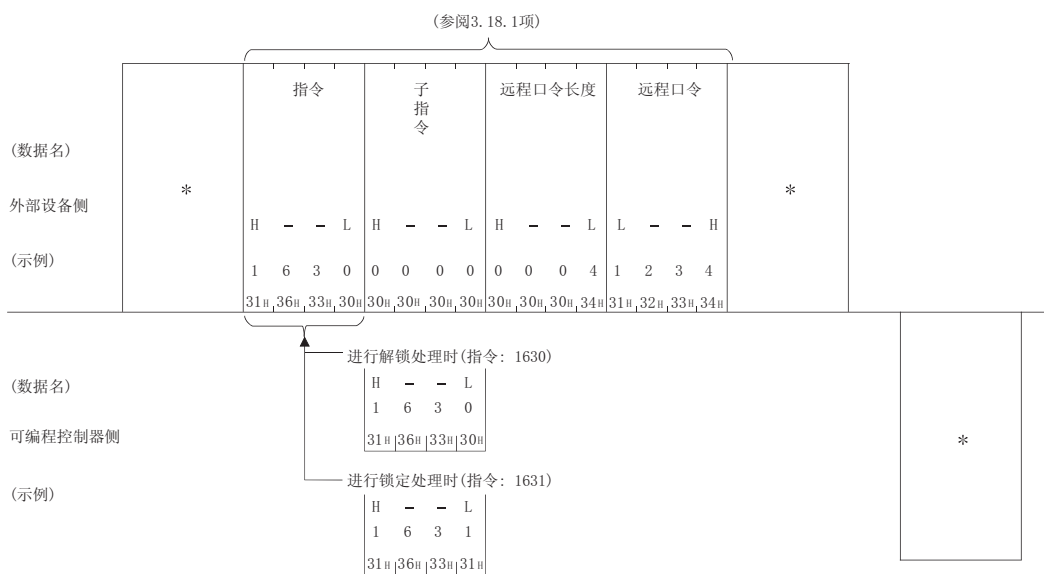 (参阅3.18.1项)
指令 子指令 远程口令长度 远程口令
(数据名)
* *
外部设备侧
H - - L H - - L H - - L L - - H
(示例)
1 6 3 0 0 0 0 0 0 0 0 4 1 2 3 4
31H 36H 33H 30H 30H 30H 30H 30H 30H 30H 30H 34H 31H 32H 33H 34H
进行解锁处理时(指令: 1630)
(数据名)
H - - L
1 6 3 0
可编程控制器侧
31H 36H 33H 30H
*
进行锁定处理时(指令: 1631)
(示例)
H - - L
1 6 3 1
31H 36H 33H 31H